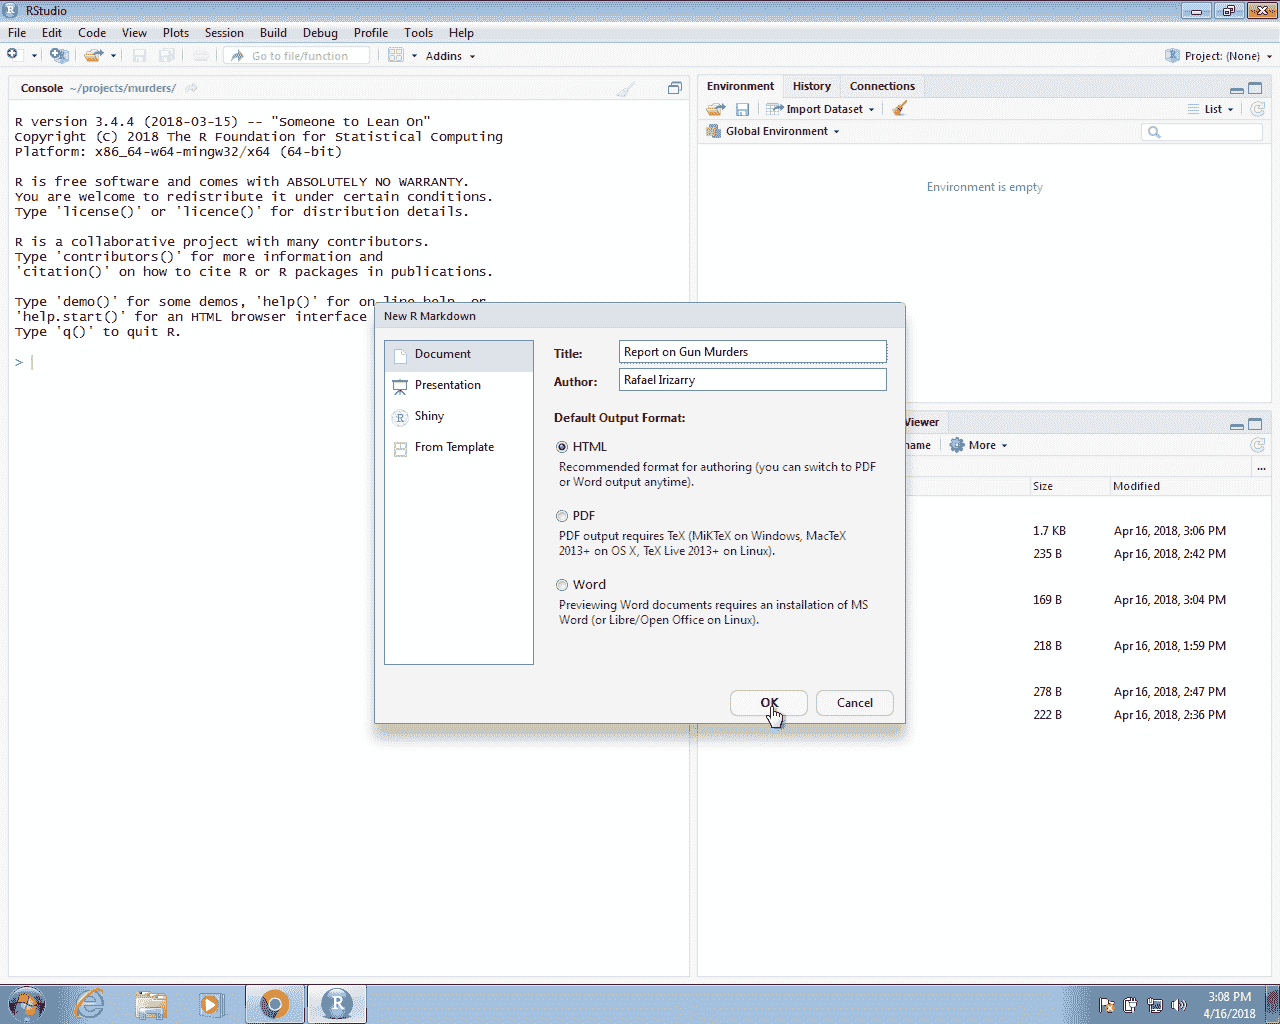 RStudio
File Edit Code View Plots Session Build Debug Profile Tools Help
Go to file/function Addins Project: (None)
Console ~/projects/murders/
R version 3.4.4 (2018-03-15) -- "Someone to Lean On"
Copyright (C) 2018 The R Foundation for Statistical Computing
Platform: x86_64-w64-mingw32/x64 (64-bit)
R is free software and comes with ABSOLUTELY NO WARRANTY.
You are welcome to redistribute it under certain conditions.
Type 'license()' or 'licence()' for distribution details.
R is a collaborative project with many contributors.
Type 'contributors()' for more information and
'citation()' on how to cite R or R packages in publications.
Type 'demo()' for some demos, 'help()' for on-line help, or
'help.start()' for an HTML browser interface
Type 'q()' to quit R.
>
Environment History Connections
Import Dataset List
Global Environment
Environment is empty
New R Markdown
Document
Presentation
Shiny
From Template
Title: Report on Gun Murders
Author: Rafael Irizarry
Default Output Format:
HTML
Recommended format for authoring (you can switch to PDF
or Word output anytime).
PDF
PDF output requires TeX (MiKTeX on Windows, MacTeX
2013+ on OS X, TeX Live 2013+ on Linux).
Word
Previewing Word documents requires an installation of MS
Word (or Libre/Open Office on Linux).
OK Cancel
Viewer
name More
...
Size Modified
1.7 KB Apr 16, 2018, 3:06 PM
235 B Apr 16, 2018, 2:42 PM
169 B Apr 16, 2018, 3:04 PM
218 B Apr 16, 2018, 1:59 PM
278 B Apr 16, 2018, 2:47 PM
222 B Apr 16, 2018, 2:36 PM
3:08 PM
4/16/2018